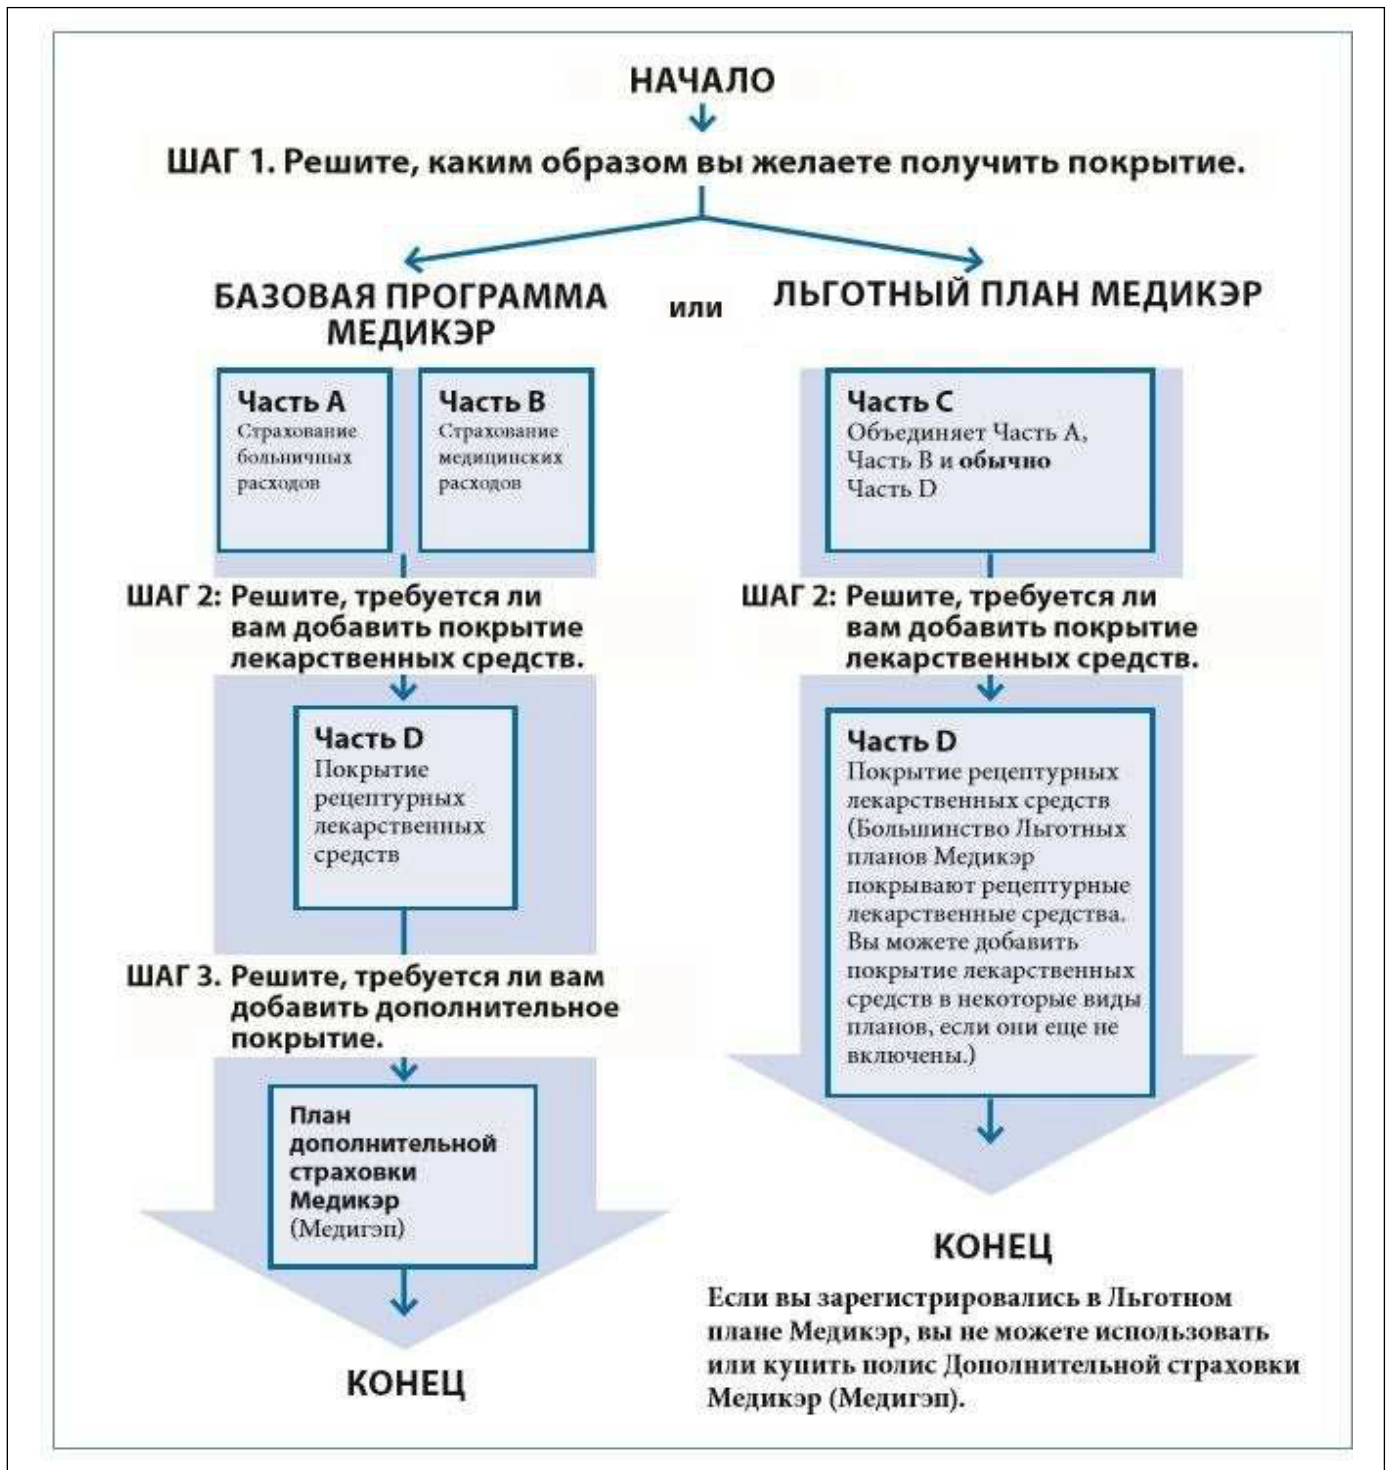 НАЧАЛО
ШАГ 1. Решите, каким образом вы желаете получить покрытие.
БАЗОВАЯ ПРОГРАММА
МЕДИКЭР
или
ЛЬГОТНЫЙ ПЛАН МЕДИКЭР
Часть A
Страхование
больничных
расходов
Часть B
Страхование
медицинских
расходов
ШАГ 2: Решите, требуется ли
вам добавить покрытие
лекарственных средств.
Часть D
Покрытие
рецептурных
лекарственных
средств
ШАГ 3. Решите, требуется ли вам
добавить дополнительное
покрытие.
План
дополнительной
страховки
Медикэр
(Медигэп)
КОНЕЦ
Часть C
Объединяет Часть A,
Часть B и обычно
Часть D
ШАГ 2: Решите, требуется ли
вам добавить покрытие
лекарственных средств.
Часть D
Покрытие рецептурных
лекарственных средств
(Большинство Льготных
планов Медикэр
покрывают рецептурные
лекарственные средства.
Вы можете добавить
покрытие лекарственных
средств в некоторые виды
планов, если они еще не
включены.)
КОНЕЦ
Если вы зарегистрировались в Льготном
плане Медикэр, вы не можете использовать
или купить полис Дополнительной страховки
Медикэр (Медигэп).